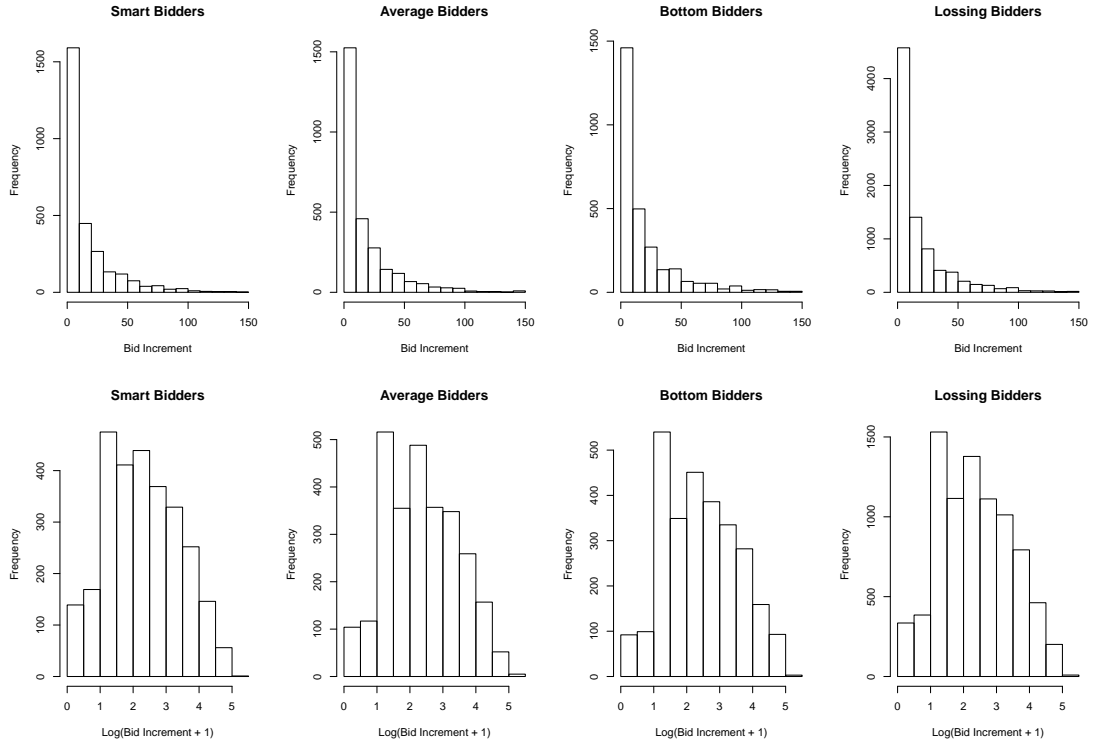 Smart Bidders
Frequency
0 500 1000 1500
0 50 100 150
Bid Increment
Average Bidders
Frequency
0 500 1000 1500
0 50 100 150
Bid Increment
Bottom Bidders
Frequency
0 500 1000 1500
0 50 100 150
Bid Increment
Lossing Bidders
Frequency
0 1000 2000 3000 4000
0 50 100 150
Bid Increment
Smart Bidders
Frequency
0 100 200 300 400
0 1 2 3 4 5
Log(Bid Increment + 1)
Average Bidders
Frequency
0 100 200 300 400 500
0 1 2 3 4 5
Log(Bid Increment + 1)
Bottom Bidders
Frequency
0 100 200 300 400 500
0 1 2 3 4 5
Log(Bid Increment + 1)
Lossing Bidders
Frequency
0 500 1000 1500
0 1 2 3 4 5
Log(Bid Increment + 1)